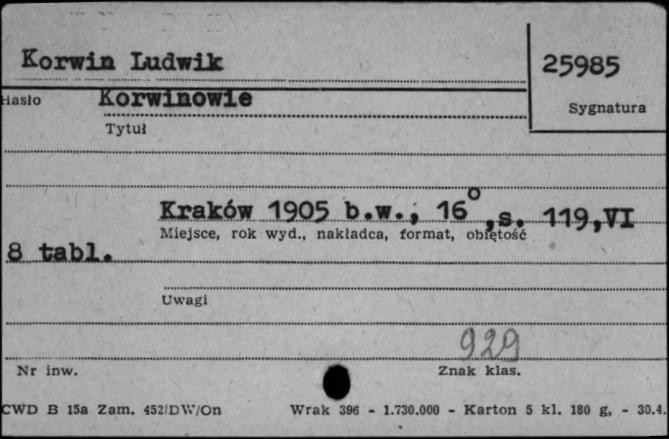 Korwin Ludwik
25985
Hasło
Korwinowie
Sygnatura
Tytuł
Kraków 1905 b.w., 16°, s. 119, VI
Miejsce, rok wyd., nakładca, format, objętość
8 tabl.
Uwagi
929
Nr inw.
Znak klas.
CWD B 15a Zam. 452/DW/On
Wrak 396 - 1.730.000 - Karton 5 kl. 180 g. - 30.4.